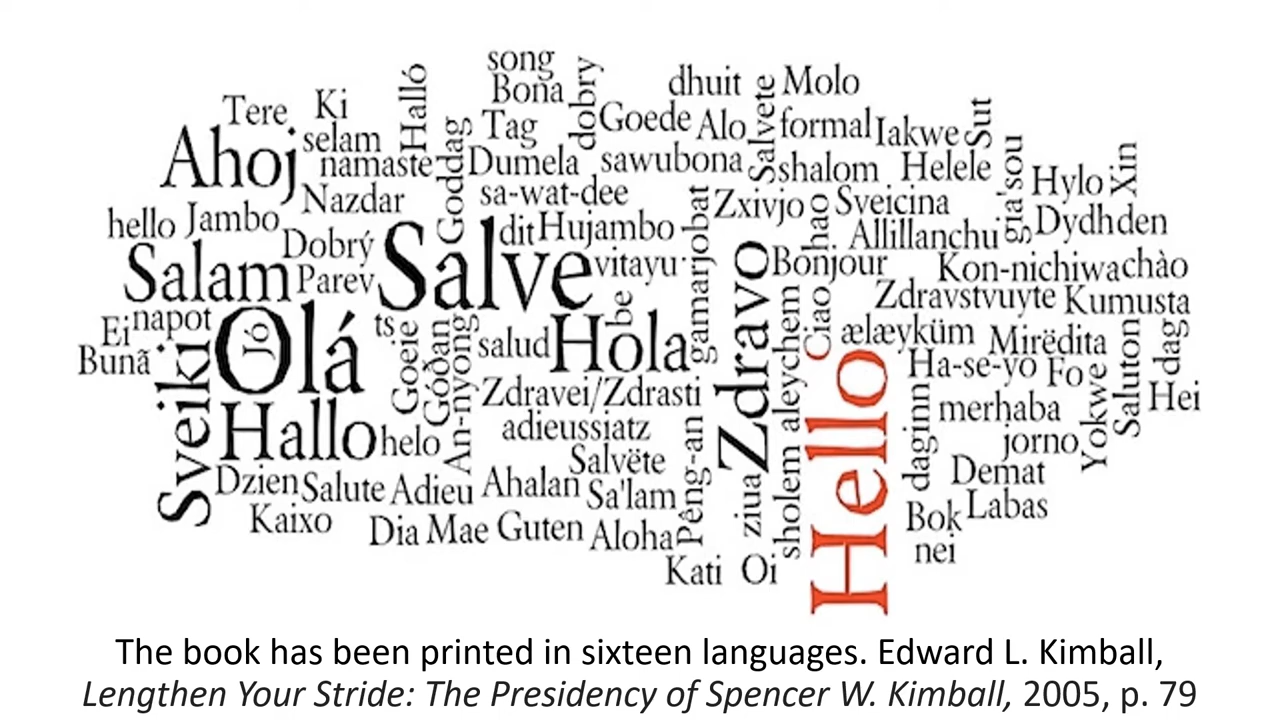 song
Bona
dobry
dhuit
Salvete
Molo
Tere
Ki
Halló
Tag
Goede
Alo
formal
Iakwe
Sut
Ahoj
selam
namaste
Goddag
Dumela
sawubona
shalom
Helele
gia'sou
Hylo
Xin
Nazdar
sa-wat-dee
gamarjobat
Zxivjo
hao
Sveicina
Dydh
den
hello
Jambo
Dobrý
Salve
dit
Hujambo
vitayu
Zdravo
Bonjour
Allillanchu
Kon-nichiwa
chào
Salam
Parev
be
Ciao
Zdravstvuyte
Kumusta
Ei
napot
Olá
Jó
ts
Goeie
Góðan
An-nyong
salud
Hola
ælæyküm
Mirëdita
Saluton
dag
Bună
Sveiki
Zdravei/Zdrasti
sholem aleychem
Hello
Ha-se-yo
Fo
Yokwe
Hei
Hallo
helo
adieussiatz
daginn
merhaba
jorno
Dzien
Salute
Adieu
Ahalan
Salvëte
Sa'lam
Pêng-an
ziua
Demat
Bok
Labas
Kaixo
Dia
Mae
Guten
Aloha
nei
Kati
Oi
The book has been printed in sixteen languages. Edward L. Kimball,
Lengthen Your Stride: The Presidency of Spencer W. Kimball, 2005, p. 79